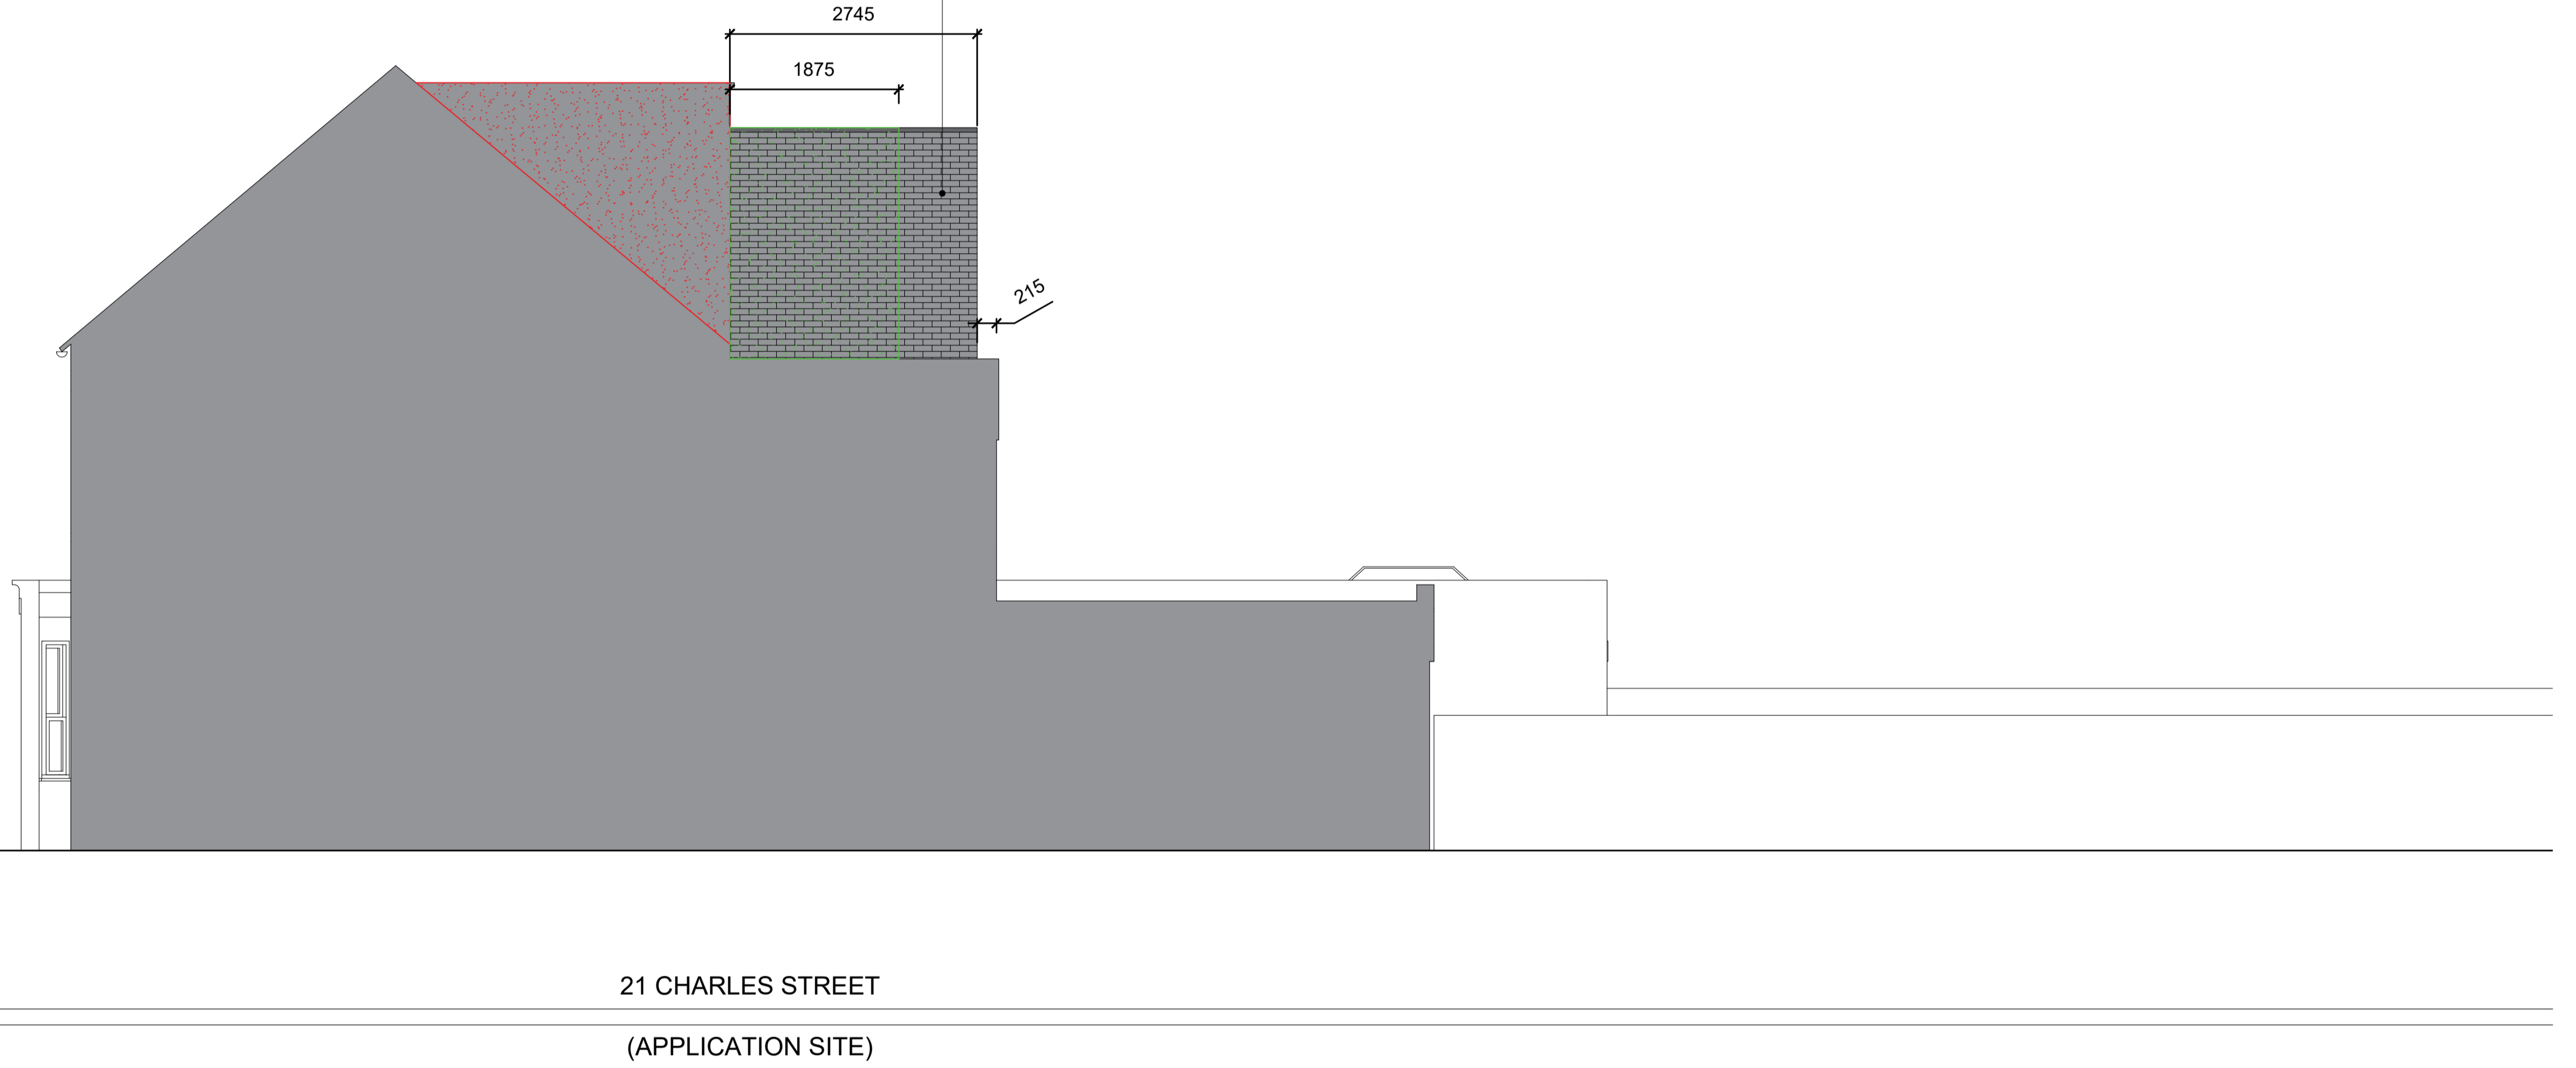 2745
1875
215
21 CHARLES STREET
(APPLICATION SITE)